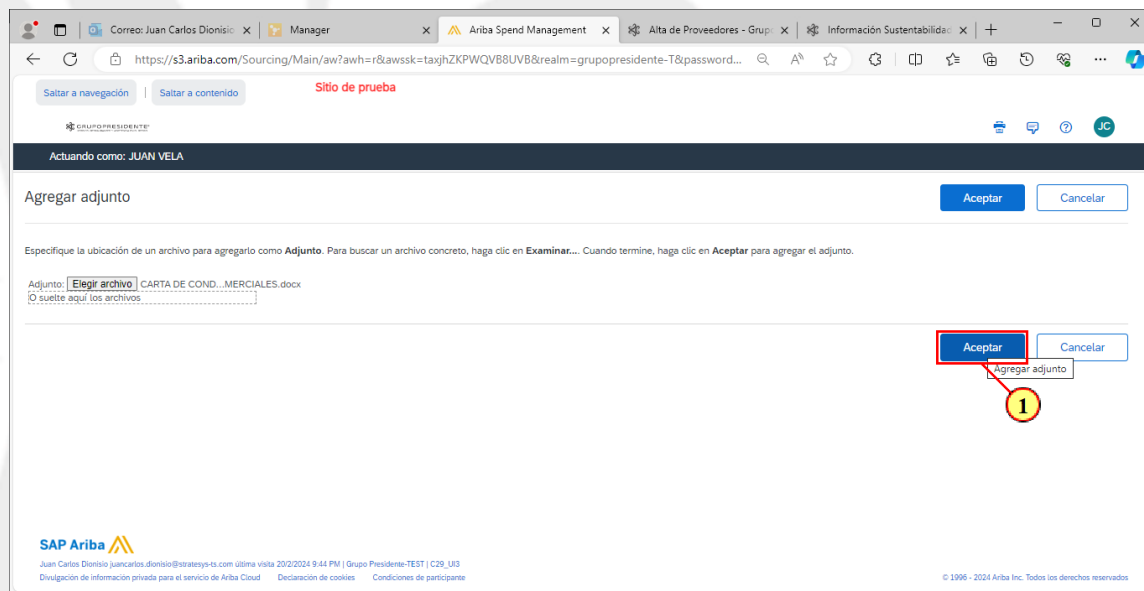 Correo: Juan Carlos Dionisio
Manager
Ariba Spend Management
Alta de Proveedores - Grupo
Información Sustentabilidad
https://s3.ariba.com/Sourcing/Main/aw?awh=r&awssk=taxjhZKPWQVB8UVB&realm=grupopresidente-T&password...
Saltar a navegación
Saltar a contenido
Sitio de prueba
GRUPO PRESIDENTE
JC
Actuando como: JUAN VELA
Agregar adjunto
Aceptar
Cancelar
Especifique la ubicación de un archivo para agregarlo como Adjunto. Para buscar un archivo concreto, haga clic en Examinar.... Cuando termine, haga clic en Aceptar para agregar el adjunto.
Adjunto: Elegir archivo CARTA DE COND...MERCIALES.docx
O suelte aquí los archivos
Aceptar
Cancelar
Agregar adjunto
1
SAP Ariba
Juan Carlos Dionisio juancarlos.dionisio@stratesys-ts.com última visita 20/2/2024 9:44 PM | Grupo Presidente-TEST | C29_UI3
Divulgación de información privada para el servicio de Ariba Cloud Declaración de cookies Condiciones de participante
© 1996 - 2024 Ariba Inc. Todos los derechos reservados